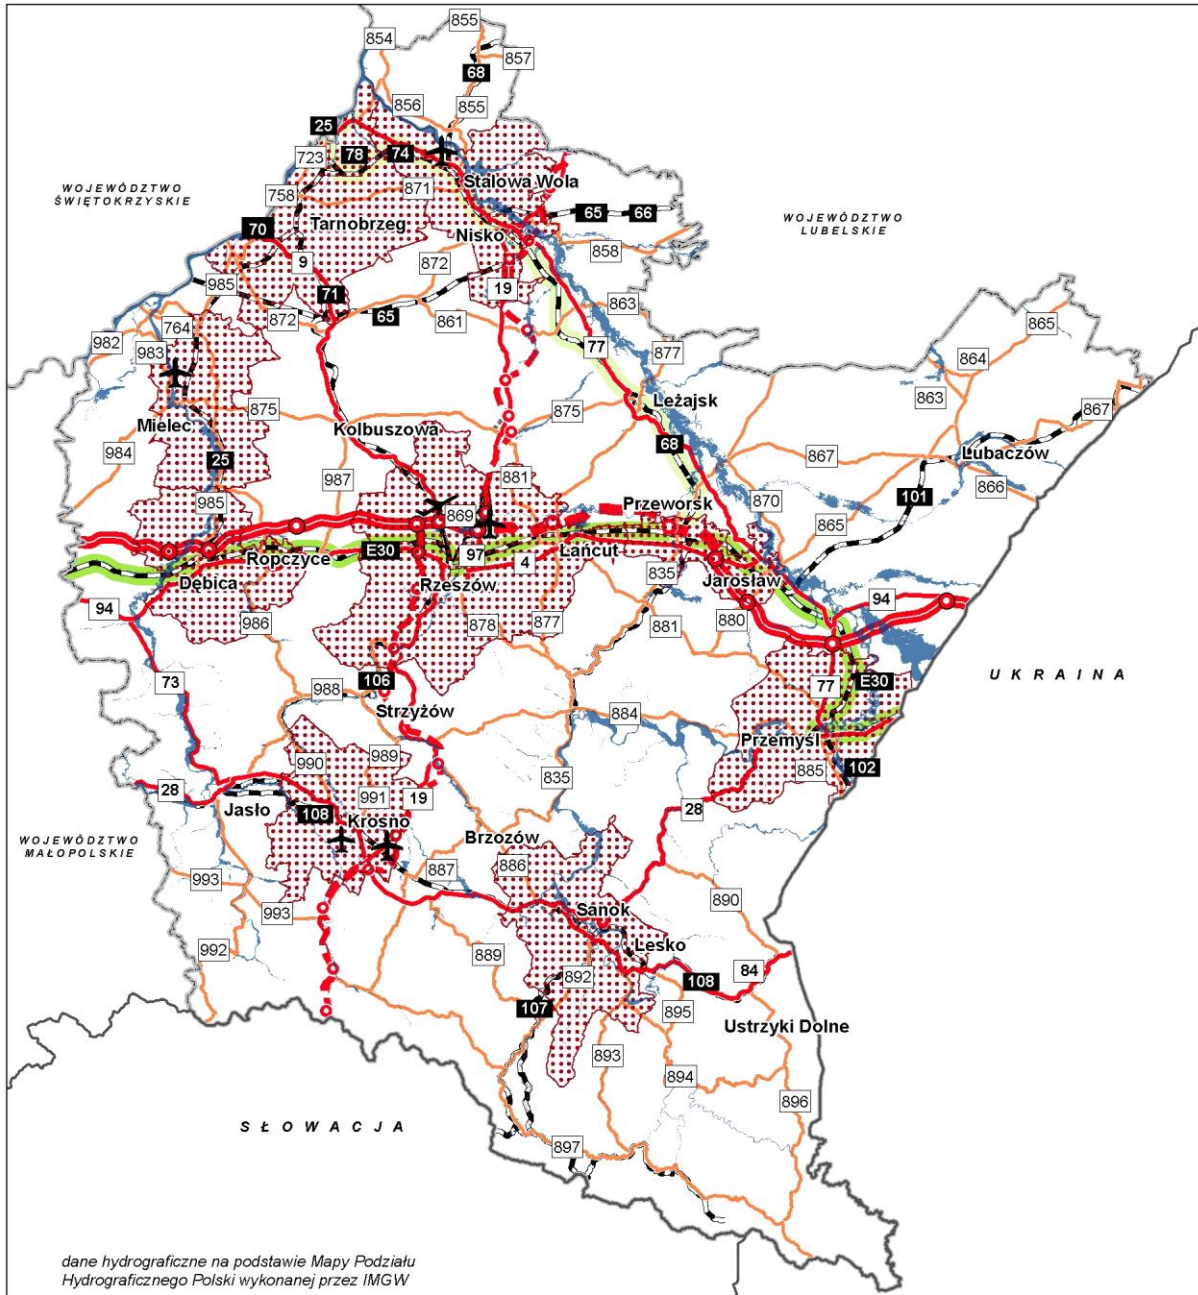 855
854
857
68
856
855
25
723
78
74
WOJEWÓDZTWO
ŚWIĘTOKRZYSKIE
758
871
Stalowa Wola
65
66
WOJEWÓDZTWO
LUBELSKIE
Tarnobrzeg
70
Nisko
858
9
872
985
19
71
863
872
65
861
865
764
982
983
77
877
864
863
875
Leżajsk
875
867
Mielec
Kolbuszowa
68
984
25
867
Lubaczów
987
881
866
985
Przeworsk
870
101
869
865
E30
97
Łańcut
Ropczyce
4
Dębica
Rzeszów
835
Jarosław
94
94
986
878
877
881
880
UKRAINA
73
106
77
E30
988
Strzyżów
884
Przemyśl
990
989
835
885
102
28
991
19
28
Jasło
108
Krosno
WOJEWÓDZTWO
MAŁOPOLSKIE
Brzozów
886
887
993
890
993
Sanok
992
Lesko
889
892
84
108
107
895
Ustrzyki Dolne
893
894
896
SŁOWACJA
897
dane hydrograficzne na podstawie Mapy Podziału
Hydrograficznego Polski wykonanej przez IMGW